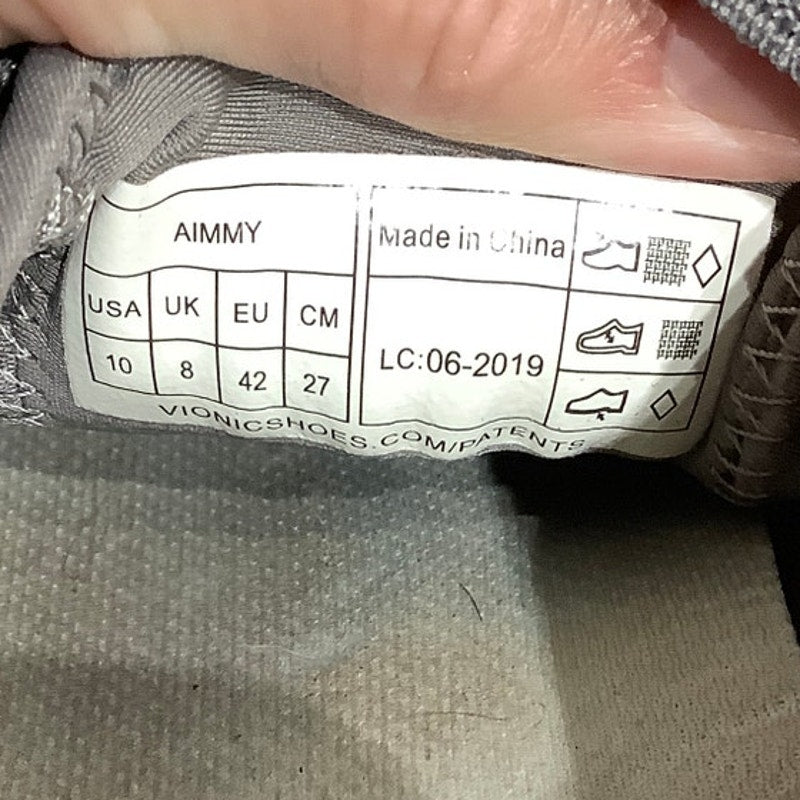 AIMMY
USA UK EU CM
10 8 42 27
Made in China
LC:06-2019
VIONICSHOES.COM/PATENTS